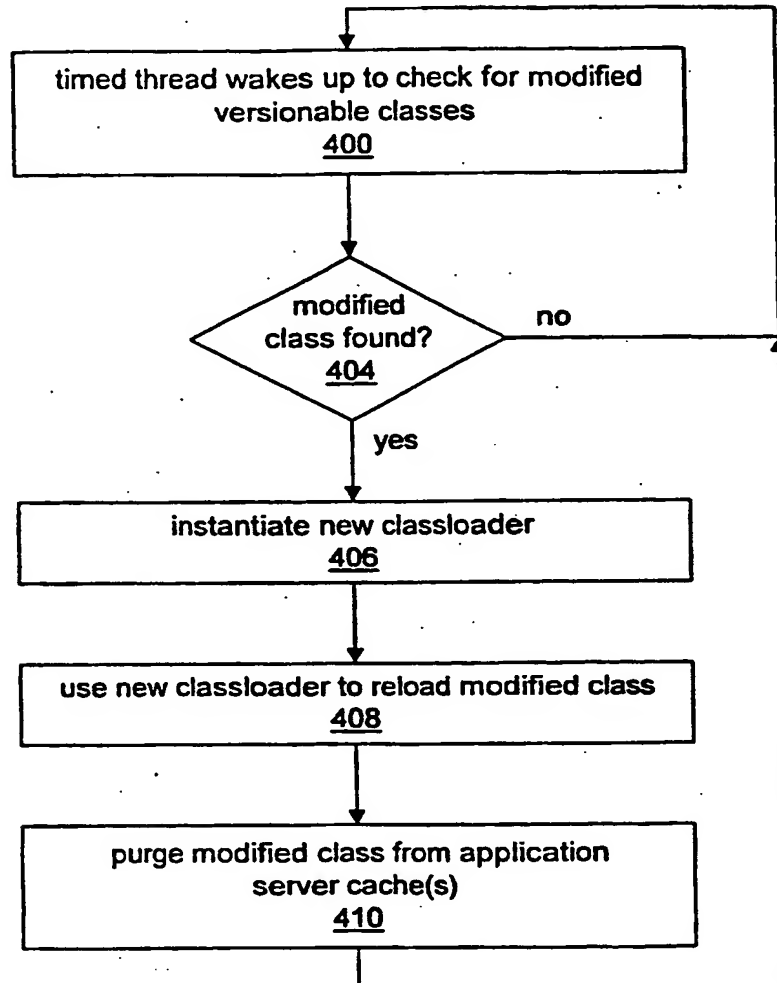 timed thread wakes up to check for modified
versionable classes
400
modified
class found?
404
no
yes
instantiate new classloader
406
use new classloader to reload modified class
408
purge modified class from application
server cache(s)
410